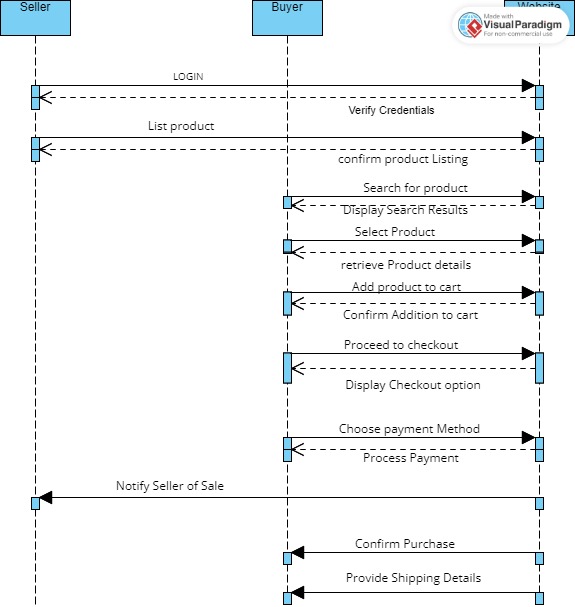 Seller
Buyer
Website
Made with
Visual Paradigm
For non-commercial use
LOGIN
Verify Credentials
List product
confirm product Listing
Search for product
Display Search Results
Select Product
retrieve Product details
Add product to cart
Confirm Addition to cart
Proceed to checkout
Display Checkout option
Choose payment Method
Process Payment
Notify Seller of Sale
Confirm Purchase
Provide Shipping Details